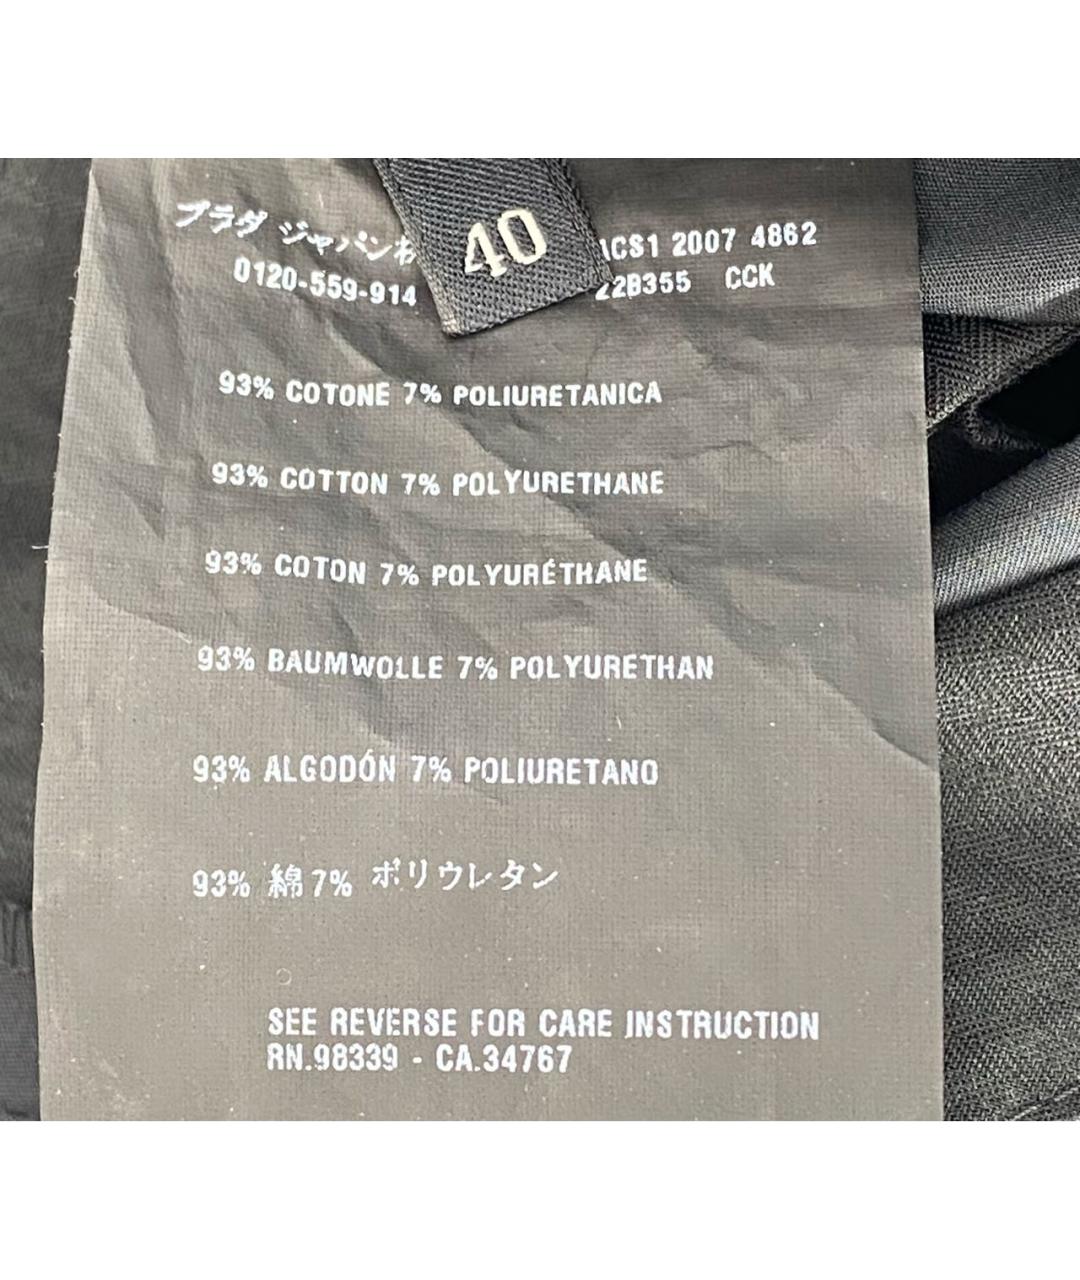 プラダ ジャパン
40
2007 4862
0120-559-914
CCK
93% COTONE 7% POLIURETANICA
93% COTTON 7% POLYURETHANE
93% COTON 7% POLYURÉTHANE
93% BAUMWOLLE 7% POLYURETHAN
93% ALGODÓN 7% POLIURETANO
93% 綿 7% ポリウレタン
SEE REVERSE FOR CARE INSTRUCTION
RN.98339 - CA.34767